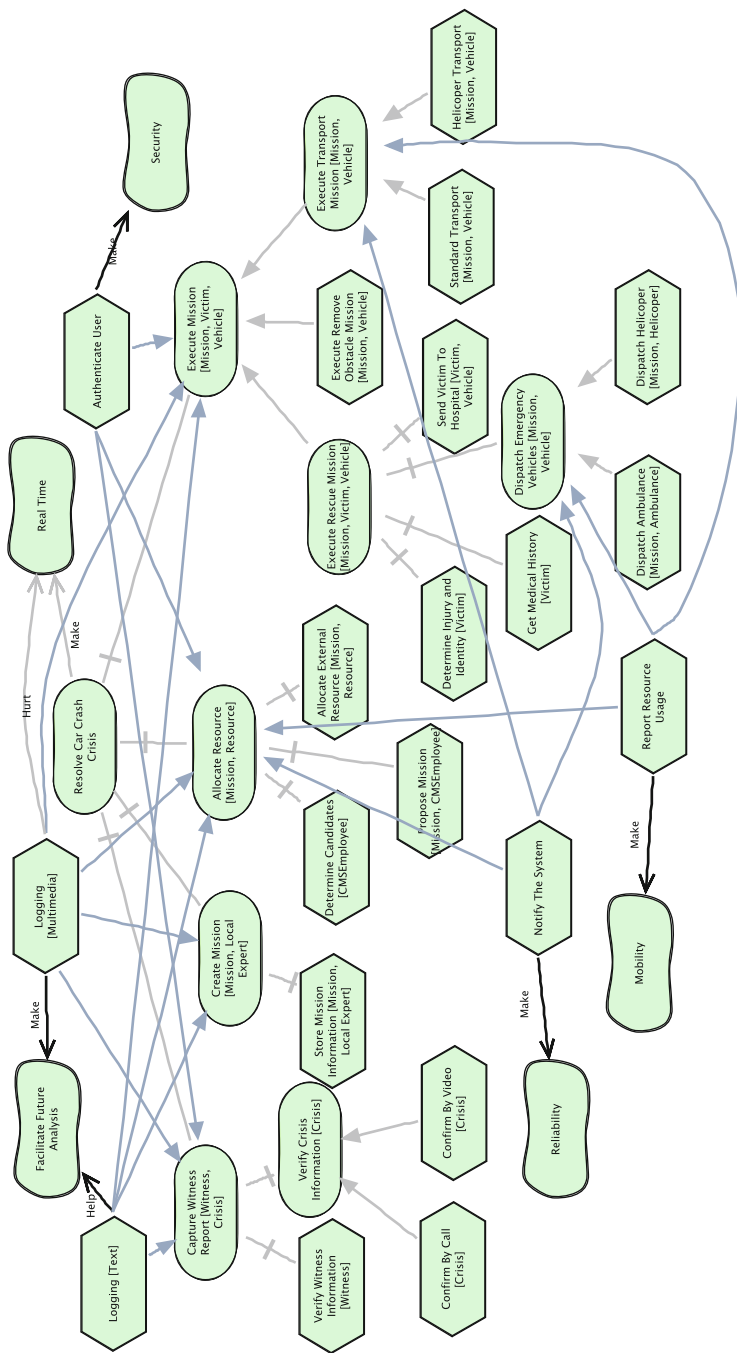 Facilitate Future
Analysis
Hurt
Real Time
Make
Logging
[Multimedia]
Make
Help
Resolve Car Crash
Crisis
Logging [Text]
Authenticate User
Make
Security
Capture Witness
Report [Witness,
Crisis]
Create Mission
[Mission, Local
Expert]
Allocate Resource
[Mission, Resource]
Execute Mission
[Mission, Victim,
Vehicle]
Verify Witness
Information
[Witness]
Verify Crisis
Information [Crisis]
Store Mission
Information [Mission,
Local Expert]
Determine Candidates
[CMSEmployee]
Allocate External
Resource [Mission,
Resource]
Execute Rescue Mission
[Mission, Victim, Vehicle]
Execute Remove
Obstacle Mission
[Mission, Vehicle]
Execute Transport
Mission [Mission,
Vehicle]
Confirm By Call
[Crisis]
Confirm By Video
[Crisis]
Propose Mission
[Mission, CMSEmployee]
Determine Injury and
Identity [Victim]
Send Victim To
Hospital [Victim,
Vehicle]
Standard Transport
[Mission, Vehicle]
Helicoper Transport
[Mission, Vehicle]
Get Medical History
[Victim]
Dispatch Emergency
Vehicles [Mission,
Vehicle]
Reliability
Make
Notify The System
Mobility
Make
Report Resource
Usage
Dispatch Ambulance
[Mission, Ambulance]
Dispatch Helicoper
[Mission, Helicoper]